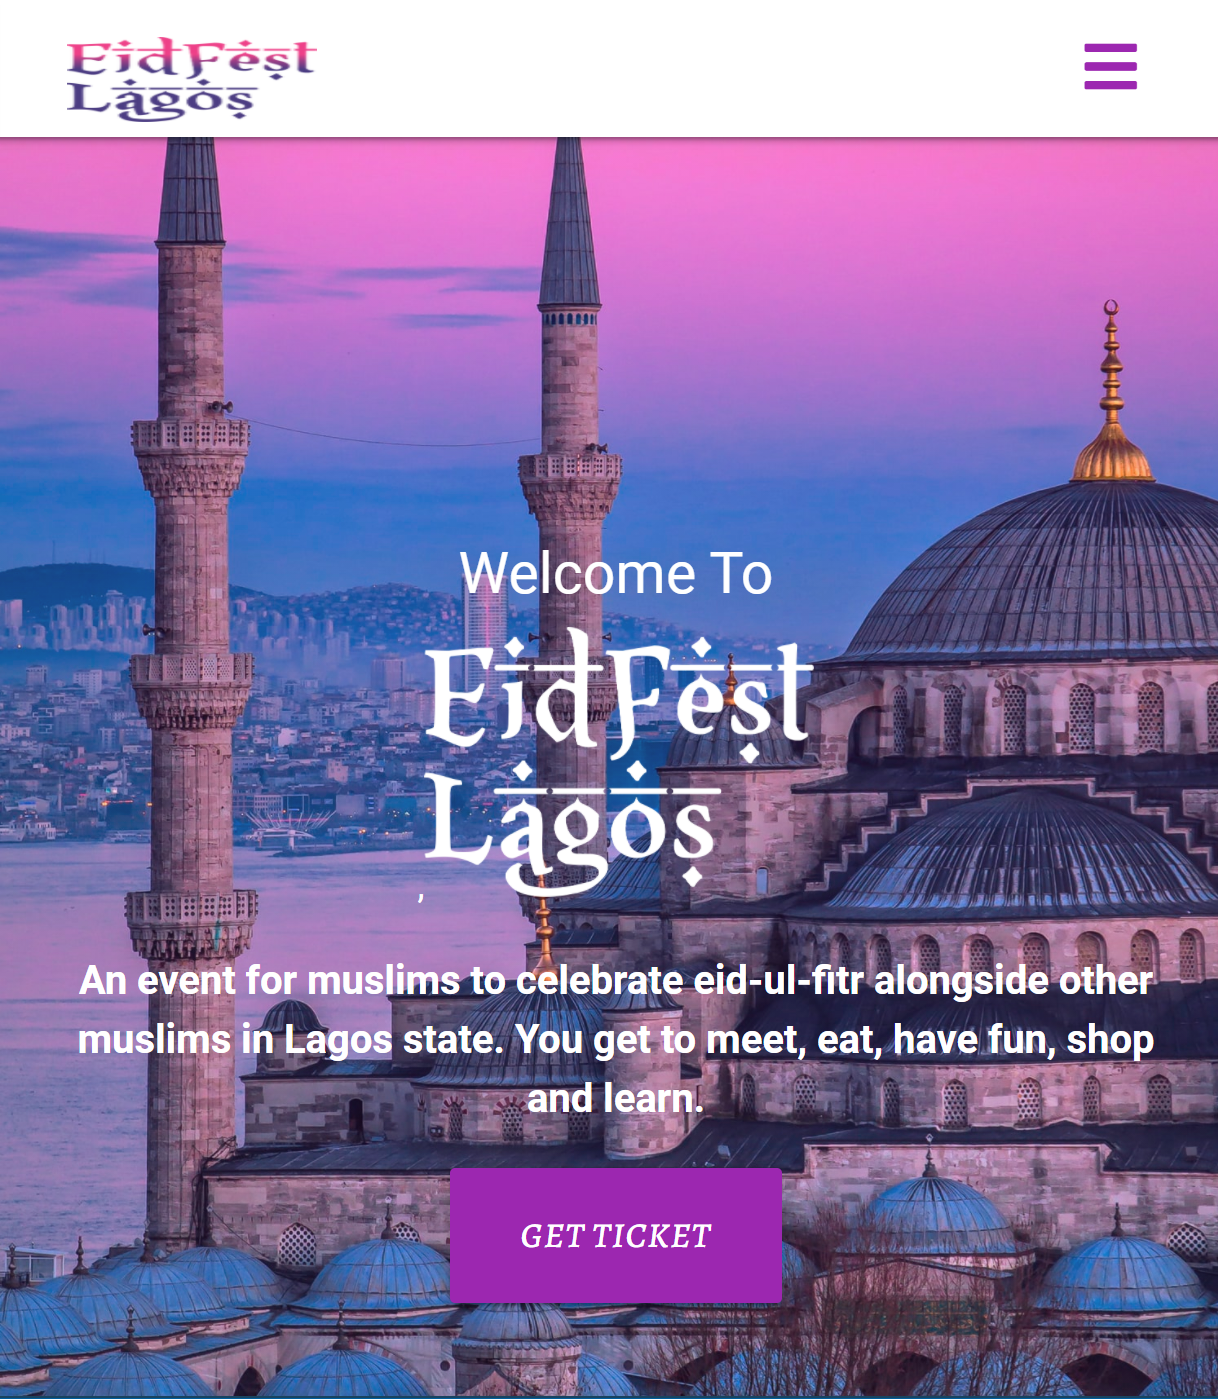 EidFest
Lagos
Welcome To
EidFest
Lagos
,
An event for muslims to celebrate eid-ul-fitr alongside other
muslims in Lagos state. You get to meet, eat, have fun, shop
and learn.
GET TICKET